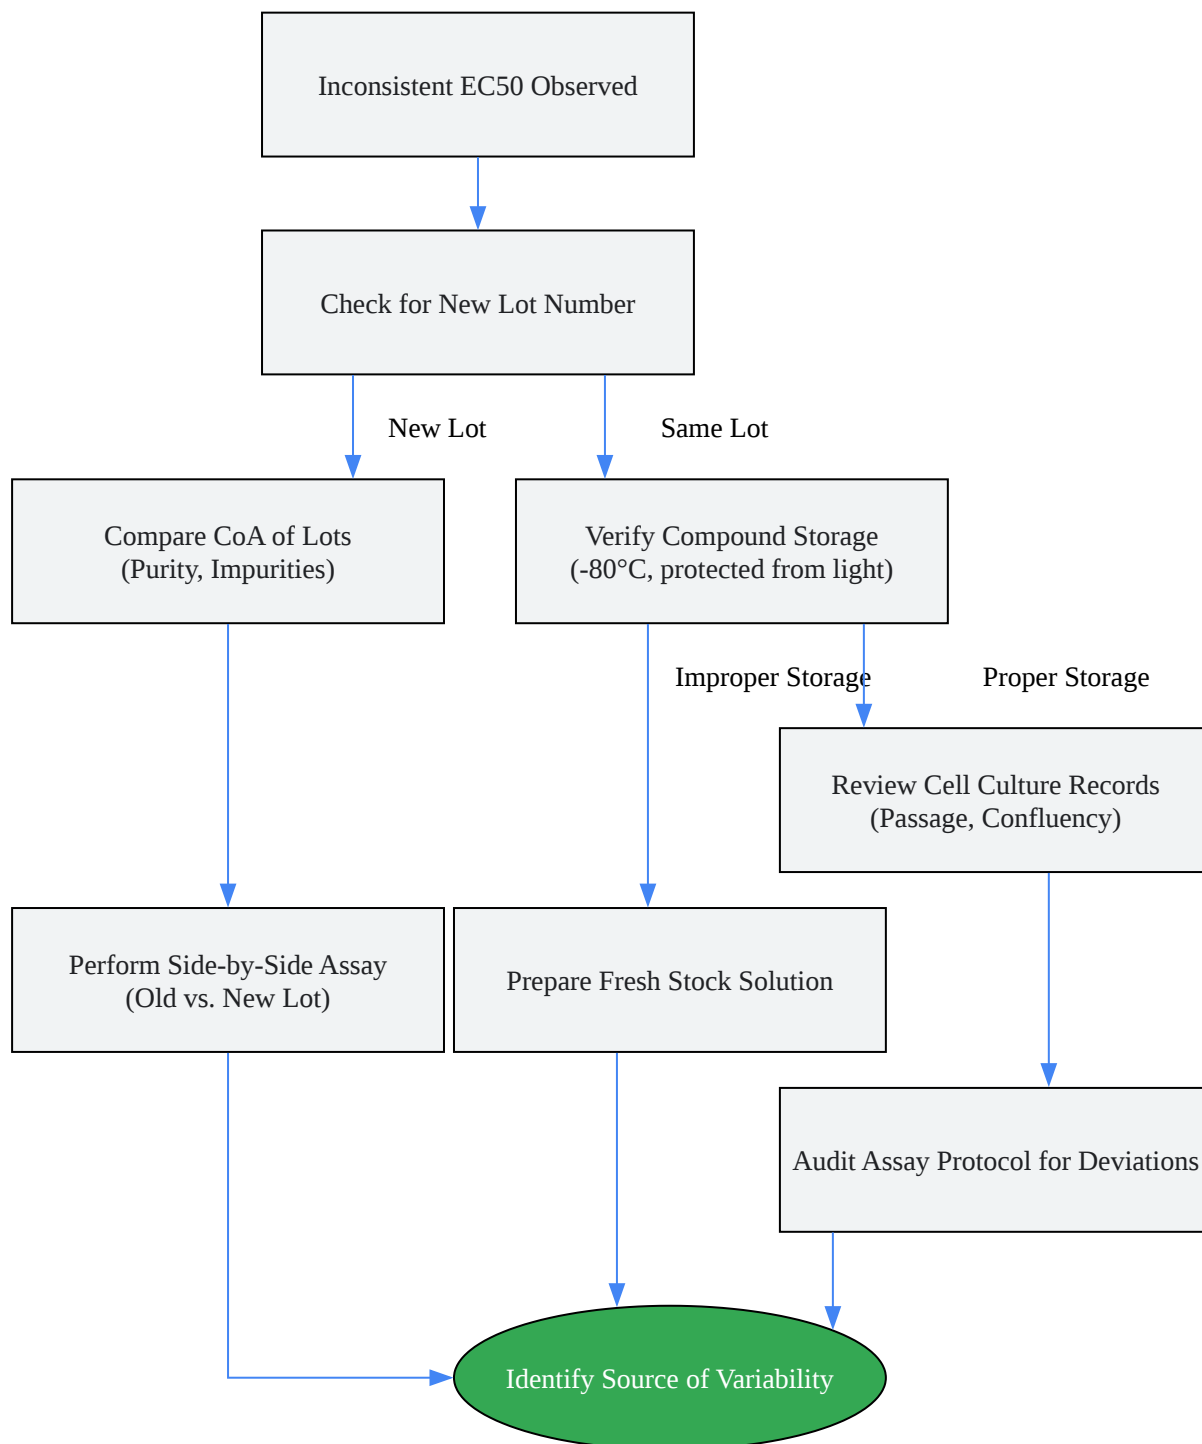 Inconsistent EC50 Observed
Check for New Lot Number
New Lot
Same Lot
Compare CoA of Lots
(Purity, Impurities)
Verify Compound Storage
(-80°C, protected from light)
Improper Storage
Proper Storage
Review Cell Culture Records
(Passage, Confluency)
Perform Side-by-Side Assay
(Old vs. New Lot)
Prepare Fresh Stock Solution
Audit Assay Protocol for Deviations
Identify Source of Variability